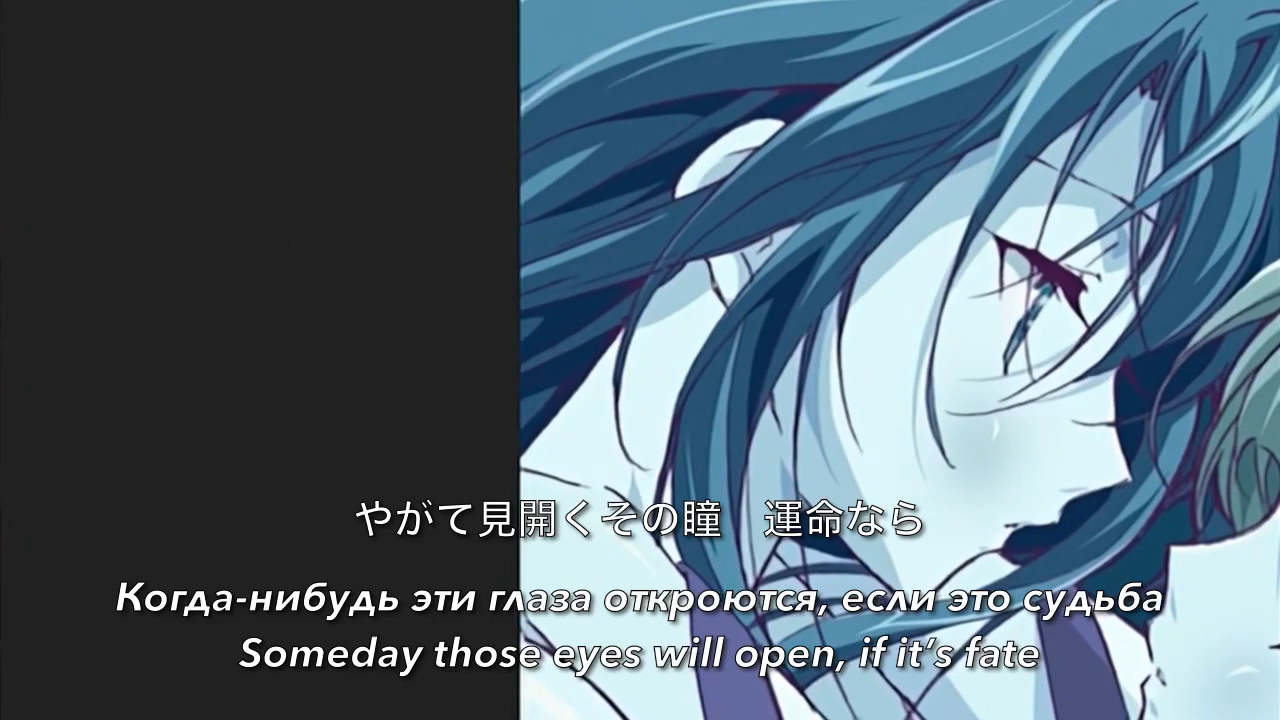 やがて見開くその瞳　運命なら
Когда-нибудь эти глаза откроются, если это судьба
Someday those eyes will open, if it’s fate